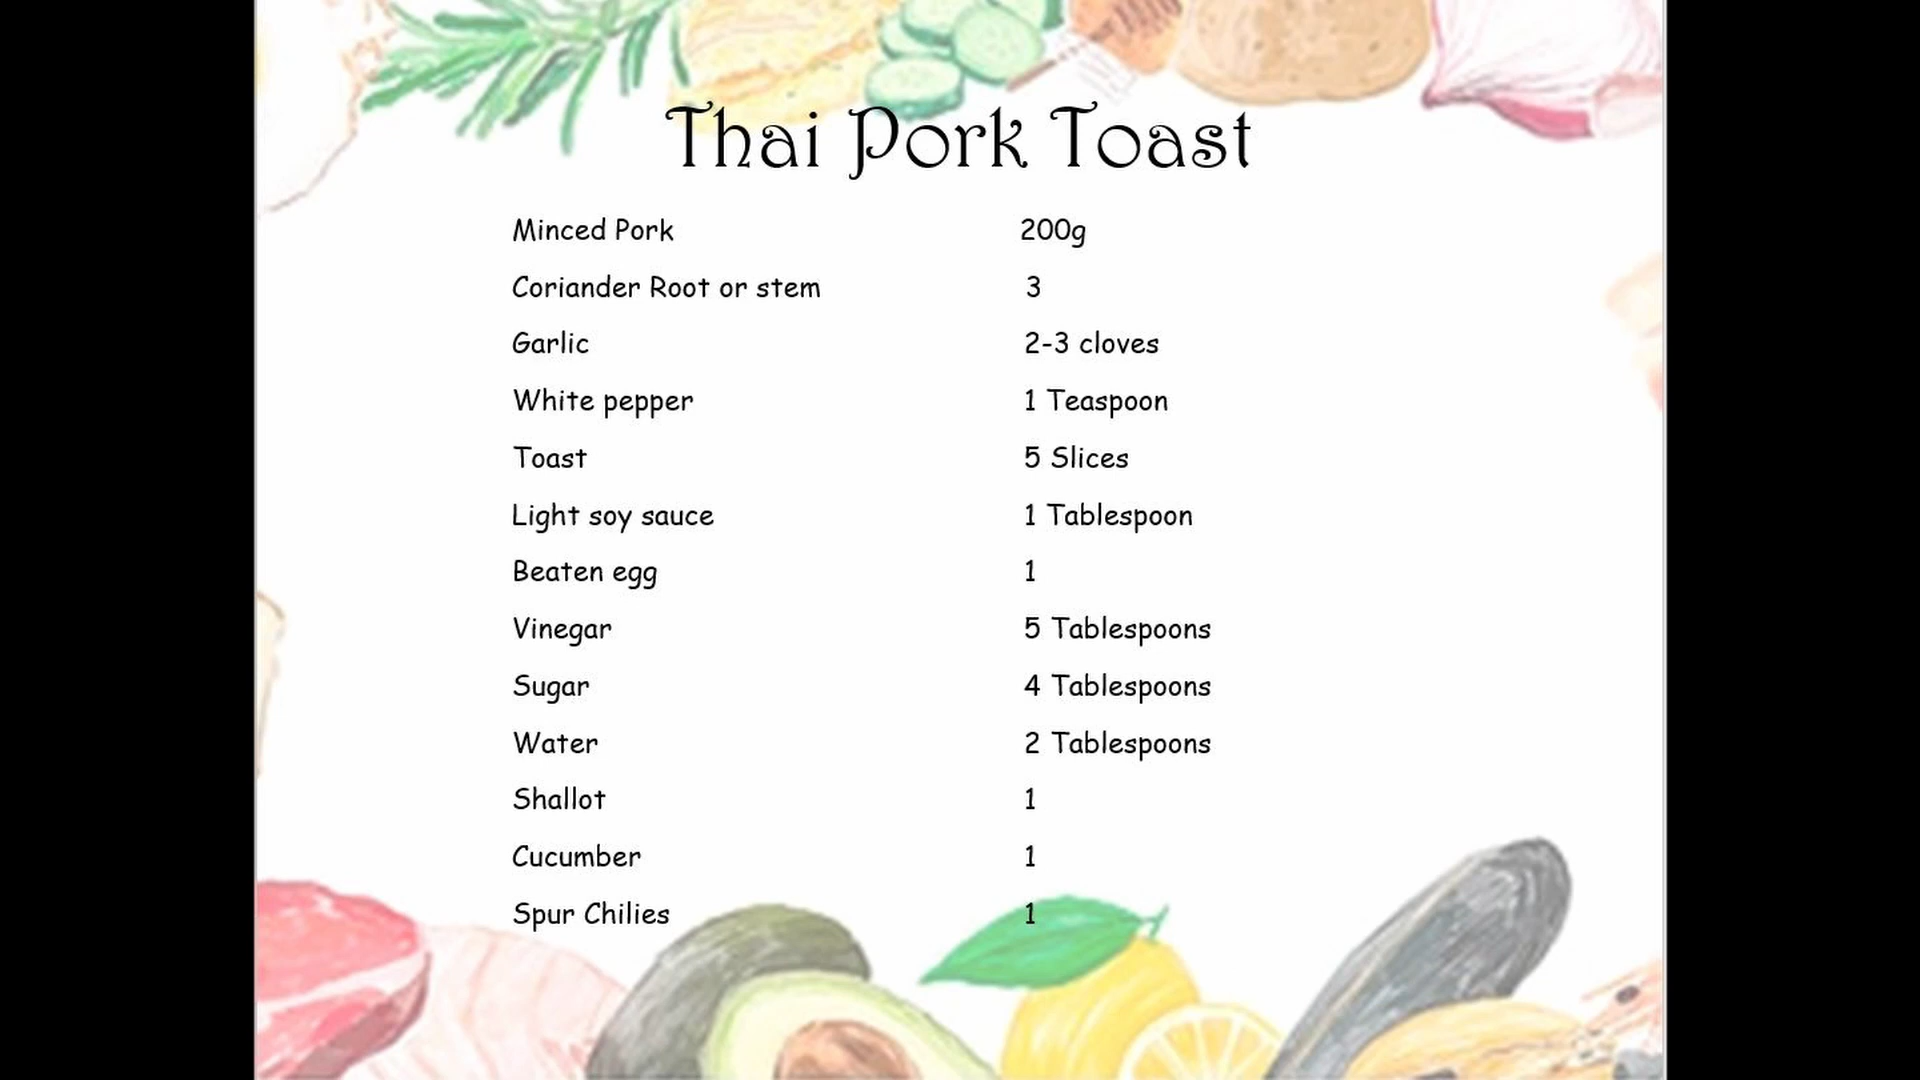 Thai Pork Toast
Minced Pork 200g
Coriander Root or stem 3
Garlic 2-3 cloves
White pepper 1 Teaspoon
Toast 5 Slices
Light soy sauce 1 Tablespoon
Beaten egg 1
Vinegar 5 Tablespoons
Sugar 4 Tablespoons
Water 2 Tablespoons
Shallot 1
Cucumber 1
Spur Chilies 1